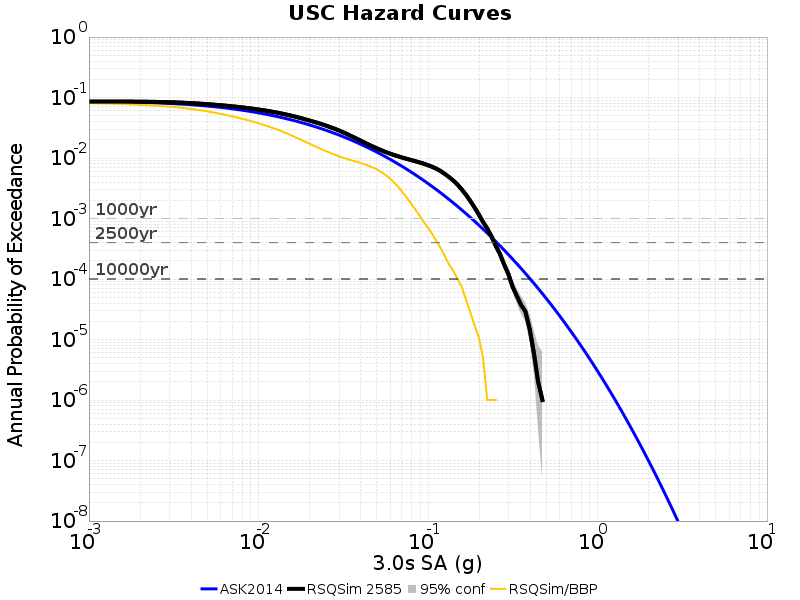 USC Hazard Curves
Annual Probability of Exceedance
10^0
10^-1
10^-2
10^-3
10^-4
10^-5
10^-6
10^-7
10^-8
1000yr
2500yr
10000yr
10^-3 10^-2 10^-1 10^0 10^1
3.0s SA (g)
ASK2014 RSQSim 2585 95% conf RSQSim/BBP